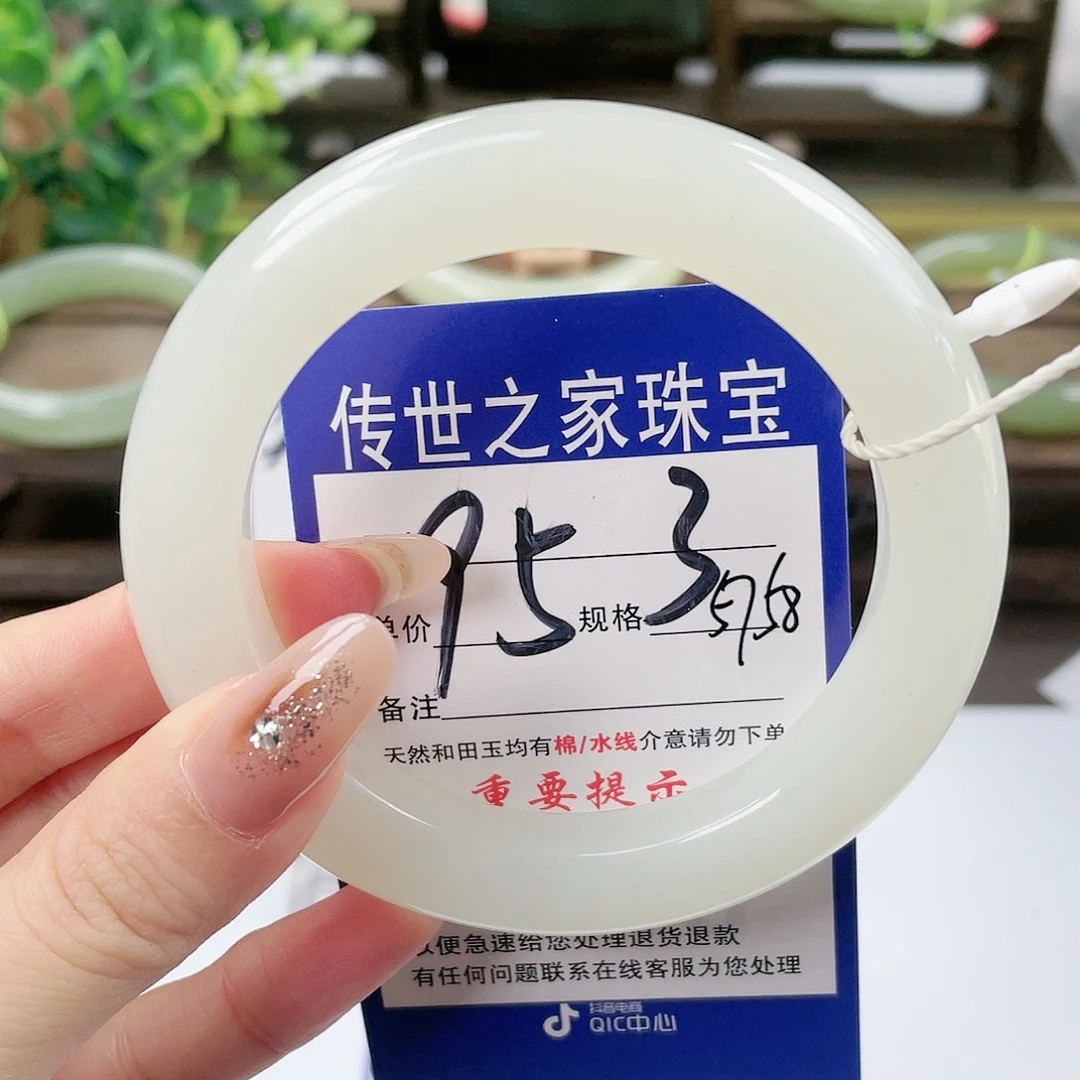 传世之家珠宝
953
单价 规格 5758
备注
天然和田玉均有棉/水线介意请勿下单
重要提示
便急速给您处理退货退款
有任何问题联系在线客服为您处理
抖音电商
QIC中心